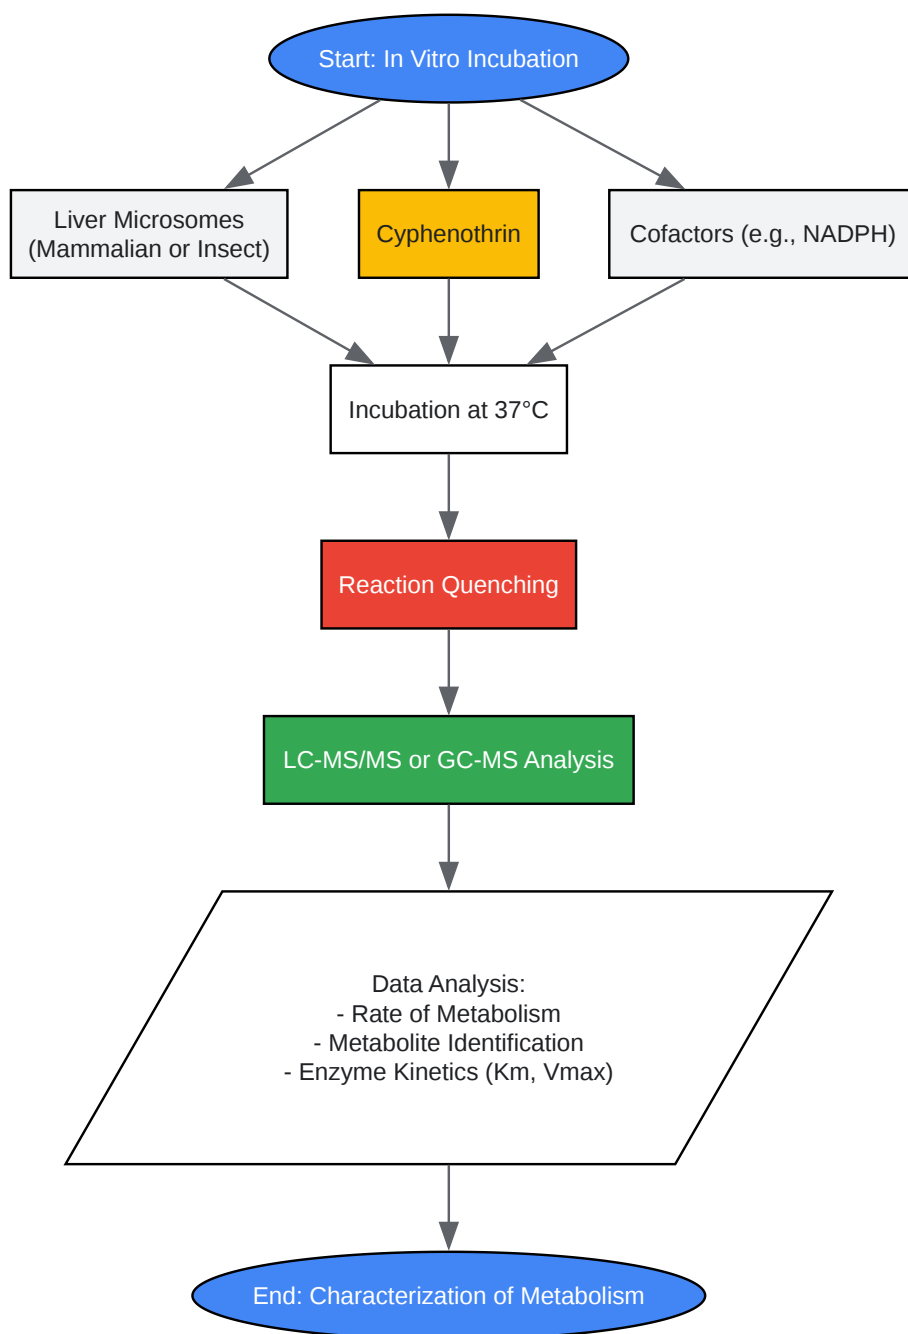 Start: In Vitro Incubation
Liver Microsomes
(Mammalian or Insect)
Cyphenothrin
Cofactors (e.g., NADPH)
Incubation at 37°C
Reaction Quenching
LC-MS/MS or GC-MS Analysis
Data Analysis:
- Rate of Metabolism
- Metabolite Identification
- Enzyme Kinetics (Km, Vmax)
End: Characterization of Metabolism